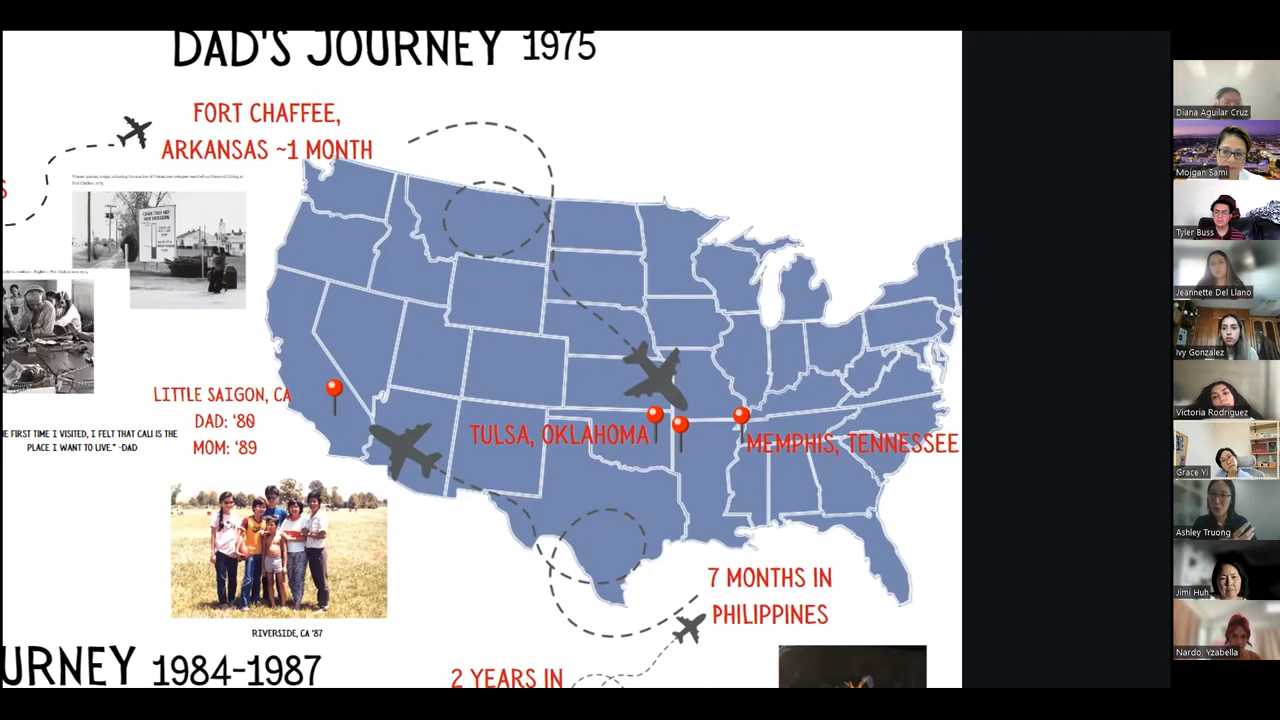 DAD'S JOURNEY 1975
FORT CHAFFEE,
ARKANSAS ~1 MONTH
S
LITTLE SAIGON, CA
DAD: '80
MOM: '89
E FIRST TIME I VISITED, I FELT THAT CALI IS THE
PLACE I WANT TO LIVE." -DAD
TULSA, OKLAHOMA
MEMPHIS, TENNESSEE
RIVERSIDE, CA '87
7 MONTHS IN
PHILIPPINES
URNEY 1984-1987
2 YEARS IN
Diana Aguilar Cruz
Mojgan Sami
Tyler Buss
Jeannette Del Llano
Ivy Gonzalez
Victoria Rodriguez
Grace Yi
Ashley Truong
Jimi Huh
Nardo, Yzabella